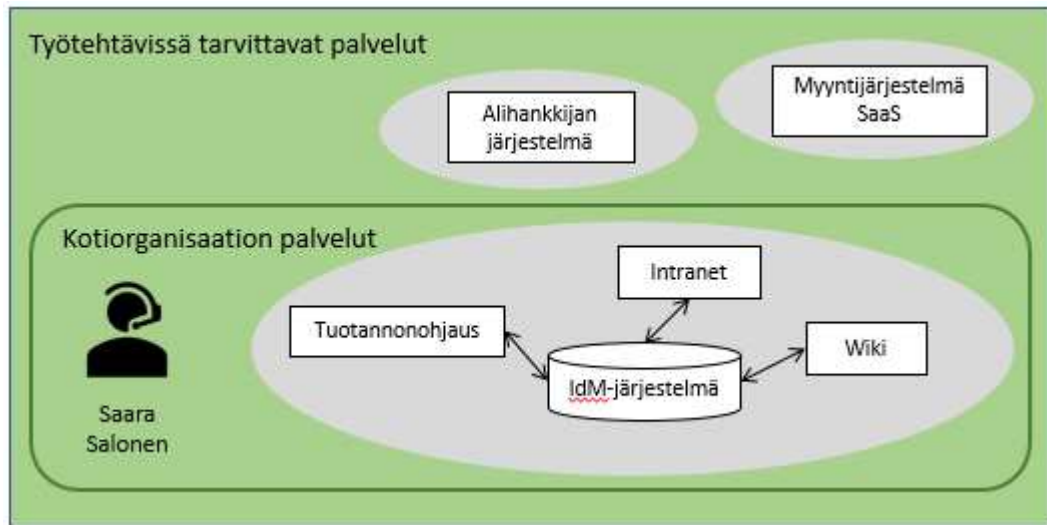 Työtehtävissä tarvittavat palvelut
Myyntijärjestelmä
SaaS
Alihankkijan
järjestelmä
Kotiorganisaation palvelut
Intranet
Tuotannonohjaus
Wiki
IdM-järjestelmä
Saara
Salonen